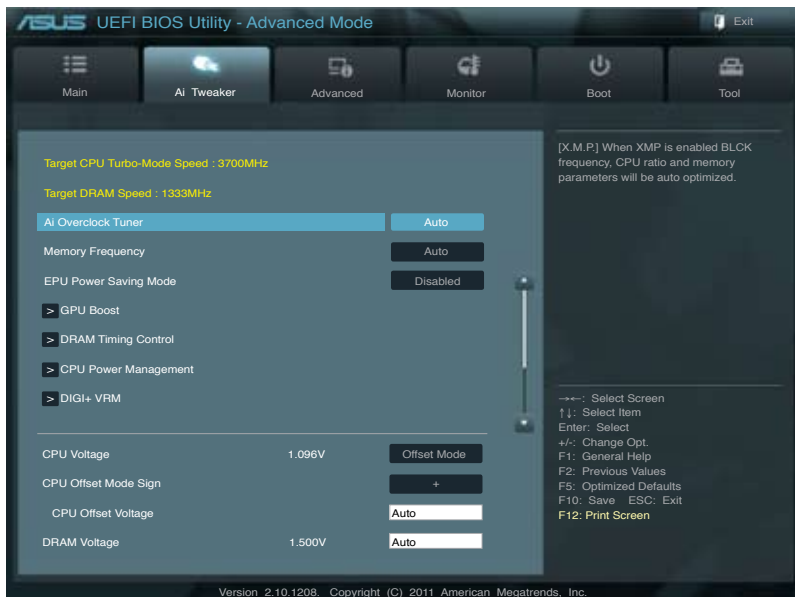 ASUS UEFI BIOS Utility - Advanced Mode
Exit
Main
Ai Tweaker
Advanced
Monitor
Boot
Tool
Target CPU Turbo-Mode Speed : 3700MHz
Target DRAM Speed : 1333MHz
Ai Overclock Tuner Auto
Memory Frequency Auto
EPU Power Saving Mode Disabled
> GPU Boost
> DRAM Timing Control
> CPU Power Management
> DIGI+ VRM
CPU Voltage 1.096V Offset Mode
CPU Offset Mode Sign +
CPU Offset Voltage Auto
DRAM Voltage 1.500V Auto
[X.M.P.] When XMP is enabled BLCK
frequency, CPU ratio and memory
parameters will be auto optimized.
→←: Select Screen
↑↓: Select Item
Enter: Select
+/-: Change Opt.
F1: General Help
F2: Previous Values
F5: Optimized Defaults
F10: Save ESC: Exit
F12: Print Screen
Version 2.10.1208. Copyright (C) 2011 American Megatrends, Inc.